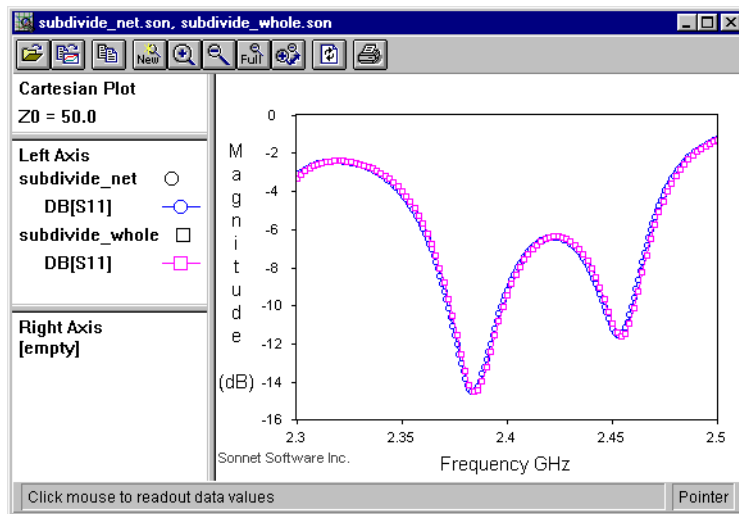 subdivide_net.son, subdivide_whole.son
New
Full
Cartesian Plot
Z0 = 50.0
Left Axis
subdivide_net
DB[S11]
subdivide_whole
DB[S11]
Right Axis
[empty]
Magnitude
(dB)
0
-2
-4
-6
-8
-10
-12
-14
-16
2.3
2.35
2.4
2.45
2.5
Sonnet Software Inc.
Frequency GHz
Click mouse to readout data values
Pointer